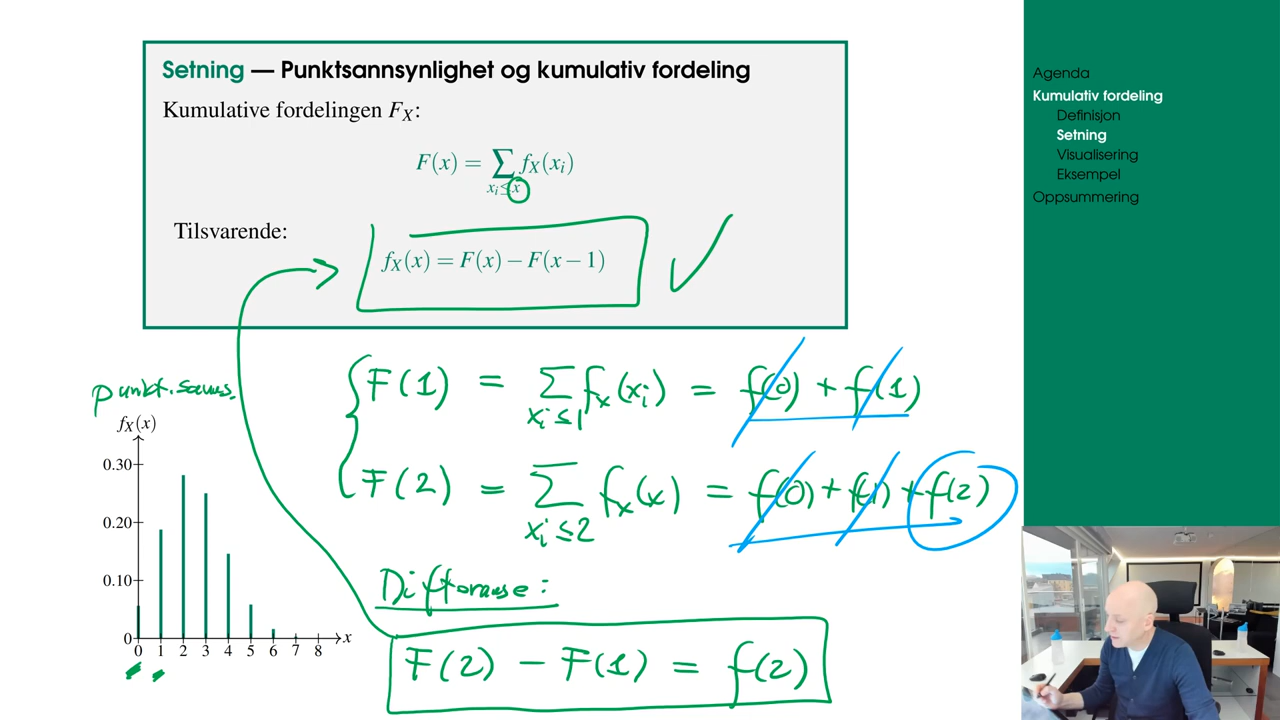 Setning — Punktsannsynlighet og kumulativ fordeling
Kumulative fordelingen F_X:
F(x) = ∑_{x_i≤x} f_X(x_i)
Tilsvarende:
f_X(x) = F(x) − F(x−1)
F(1) = ∑_{x_i≤1} f_x(x_i) = f(0) + f(1)
F(2) = ∑_{x_i≤2} f_x(x) = f(0) + f(1) + f(2)
Differanse:
F(2) − F(1) = f(2)
punkt.sanns.
f_X(x)
0.30
0.20
0.10
0
x
0 1 2 3 4 5 6 7 8
Agenda
Kumulativ fordeling
Definisjon
Setning
Visualisering
Eksempel
Oppsummering